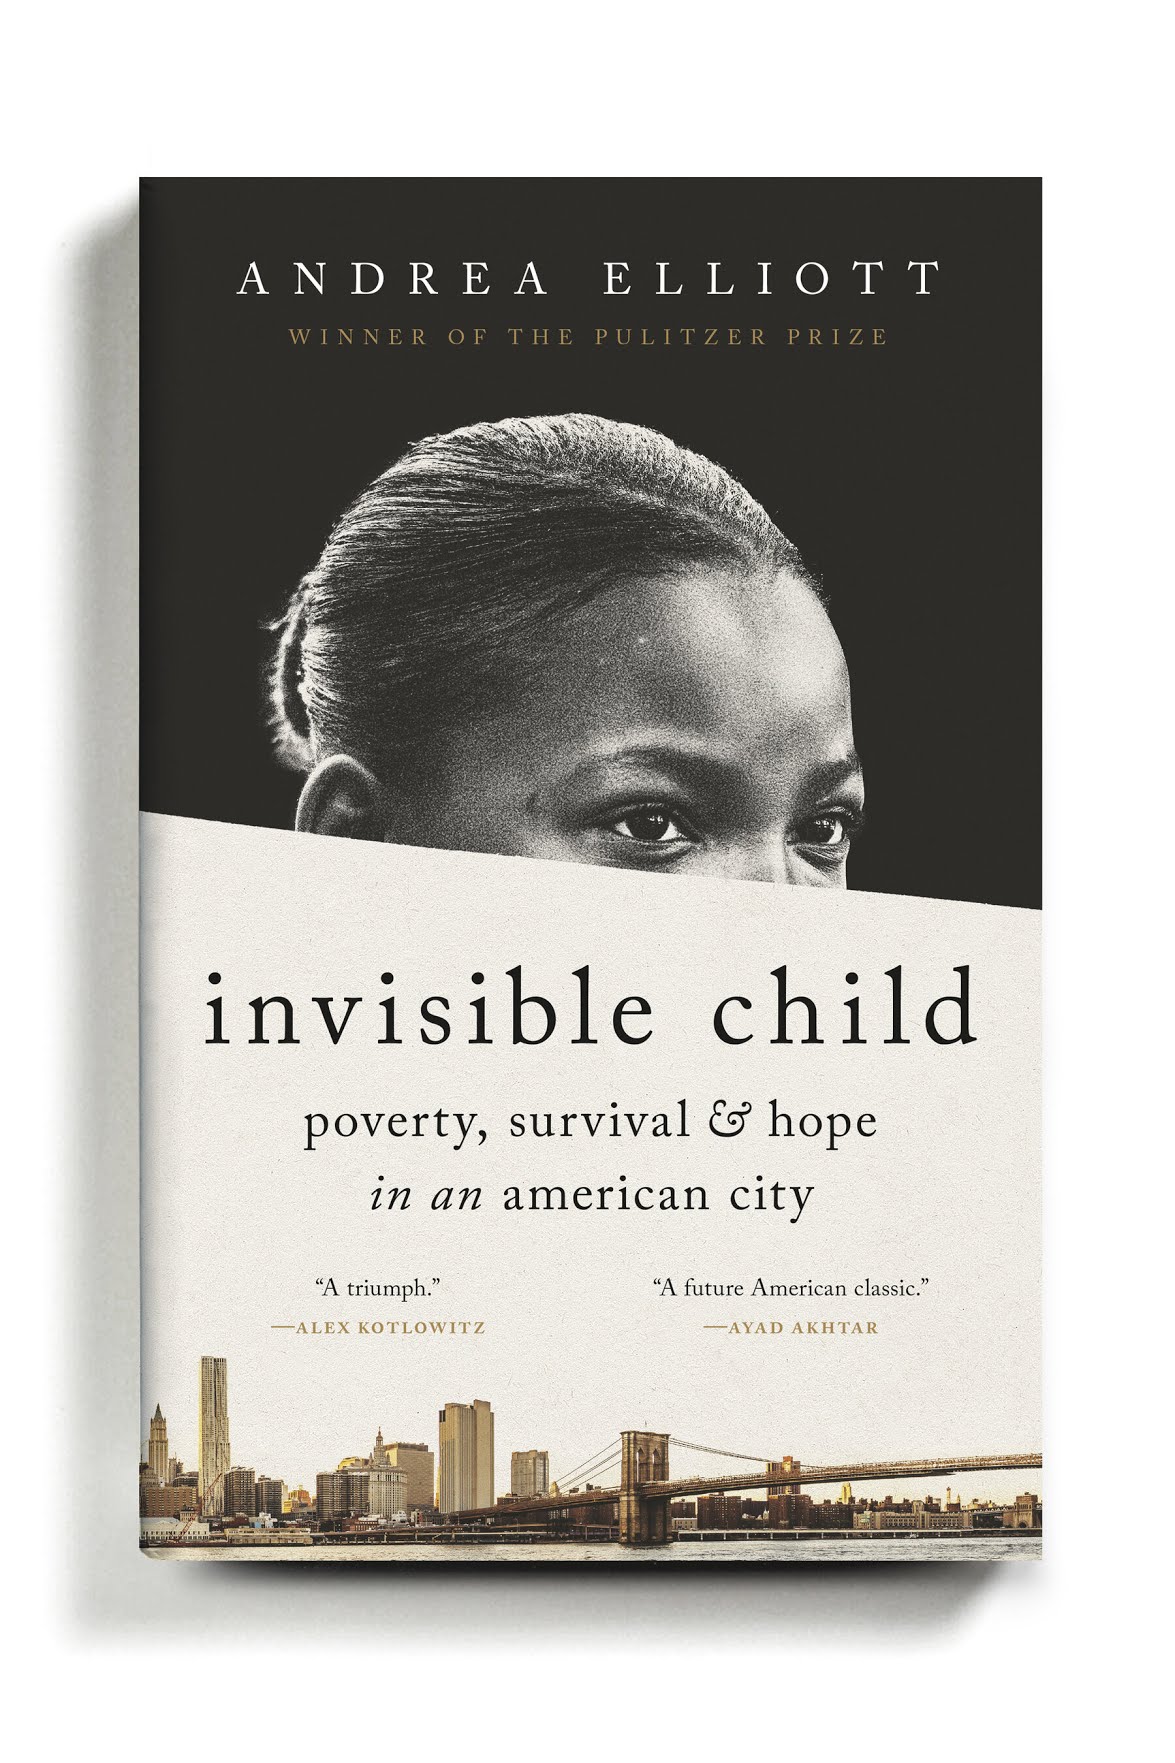 ANDREA ELLIOTT
WINNER OF THE PULITZER PRIZE
invisible child
poverty, survival & hope
in an american city
“A triumph.”
—ALEX KOTLOWITZ
“A future American classic.”
—AYAD AKHTAR